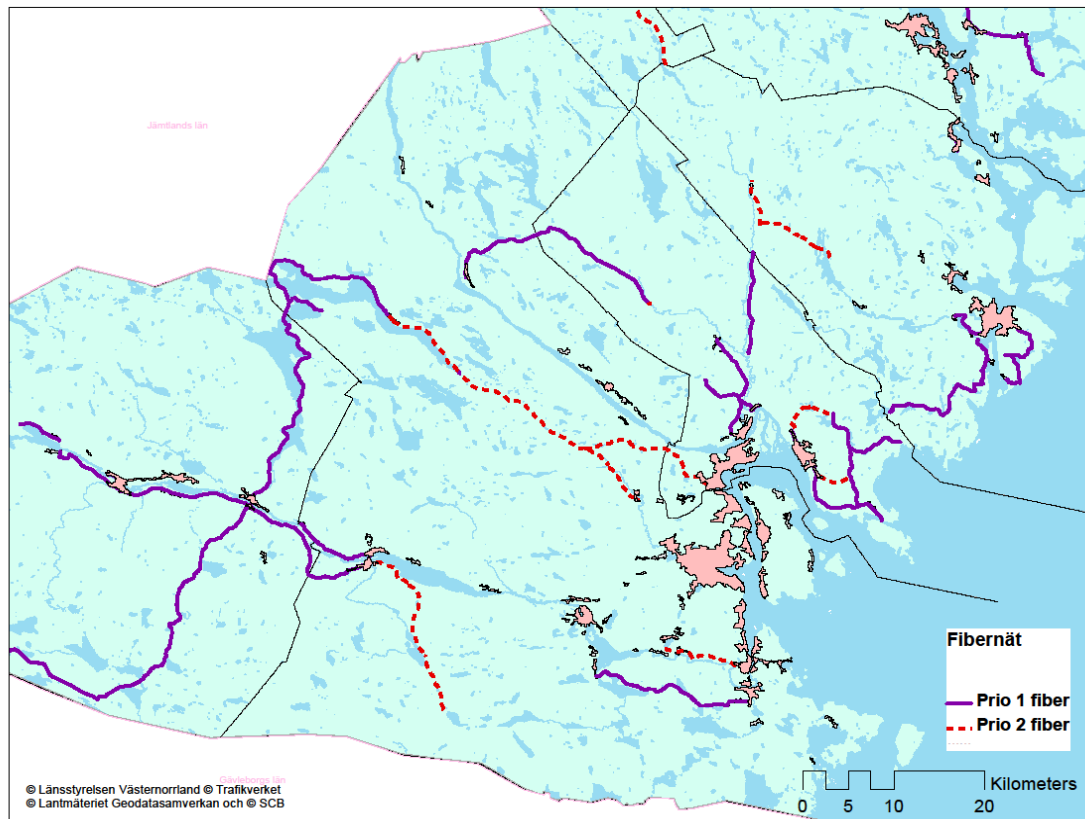 Jämtlands län
Fibernät
Prio 1 fiber
Prio 2 fiber
Gävleborgs län
© Länsstyrelsen Västernorrland © Trafikverket
© Lantmäteriet Geodatasamverkan och © SCB
Kilometers
0 5 10 20